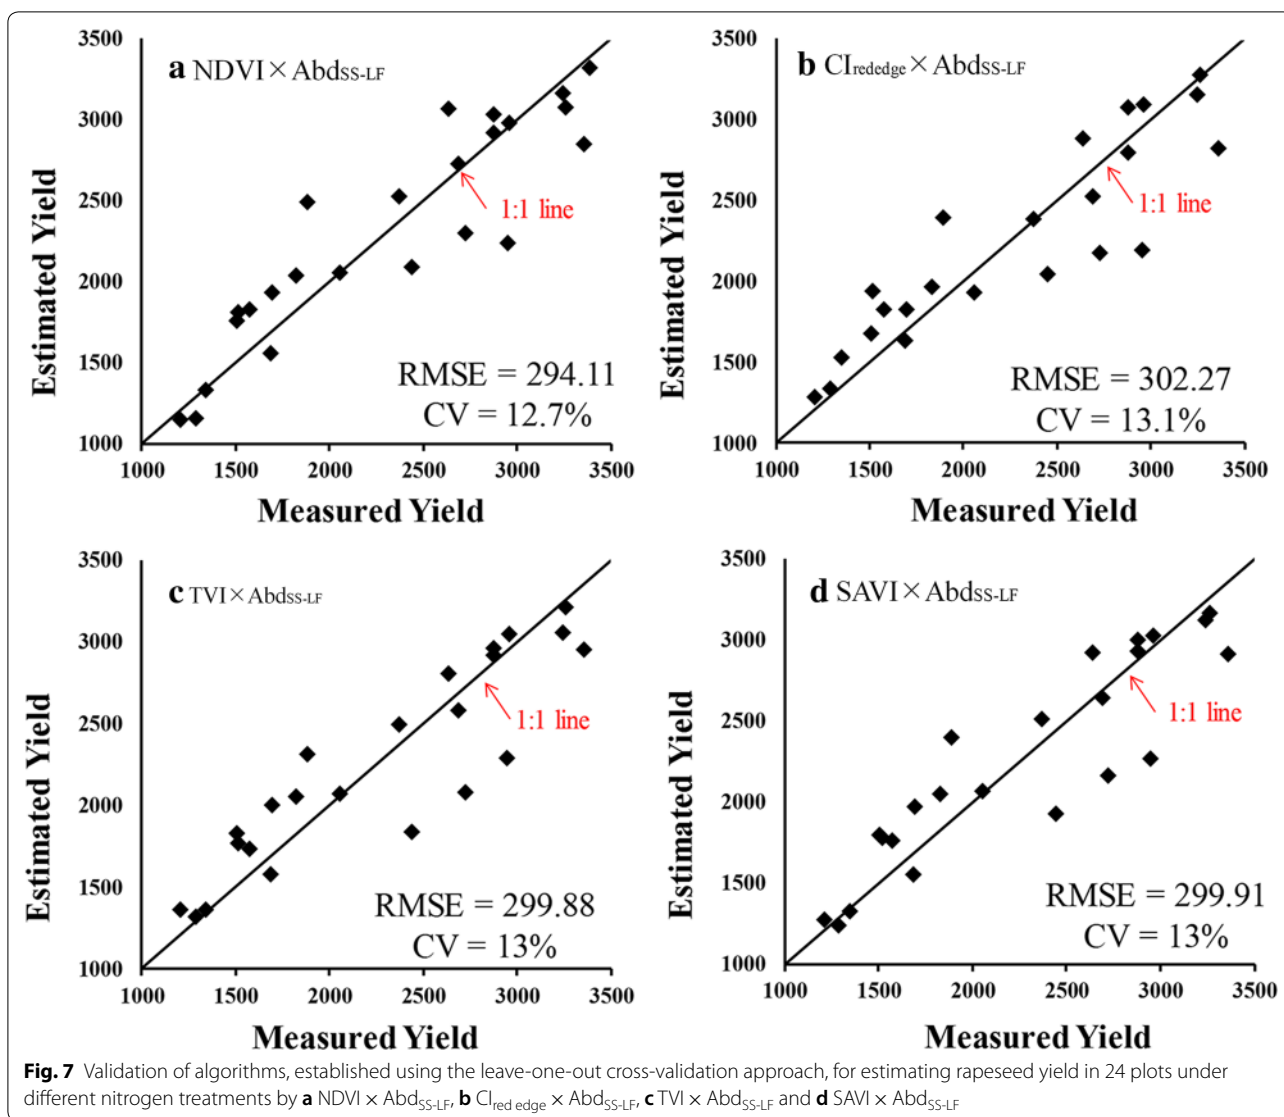 a NDVI × AbdSS-LF
3500
3000
2500
2000
1500
1000
Estimated Yield
1:1 line
RMSE = 294.11
CV = 12.7%
1000 1500 2000 2500 3000 3500
Measured Yield
b CIrededge × AbdSS-LF
3500
3000
2500
2000
1500
1000
Estimated Yield
1:1 line
RMSE = 302.27
CV = 13.1%
1000 1500 2000 2500 3000 3500
Measured Yield
c TVI × AbdSS-LF
3500
3000
2500
2000
1500
1000
Estimated Yield
1:1 line
RMSE = 299.88
CV = 13%
1000 1500 2000 2500 3000 3500
Measured Yield
d SAVI × AbdSS-LF
3500
3000
2500
2000
1500
1000
Estimated Yield
1:1 line
RMSE = 299.91
CV = 13%
1000 1500 2000 2500 3000 3500
Measured Yield
Fig. 7 Validation of algorithms, established using the leave-one-out cross-validation approach, for estimating rapeseed yield in 24 plots under
different nitrogen treatments by a NDVI × AbdSS-LF, b CIred edge × AbdSS-LF, c TVI × AbdSS-LF and d SAVI × AbdSS-LF